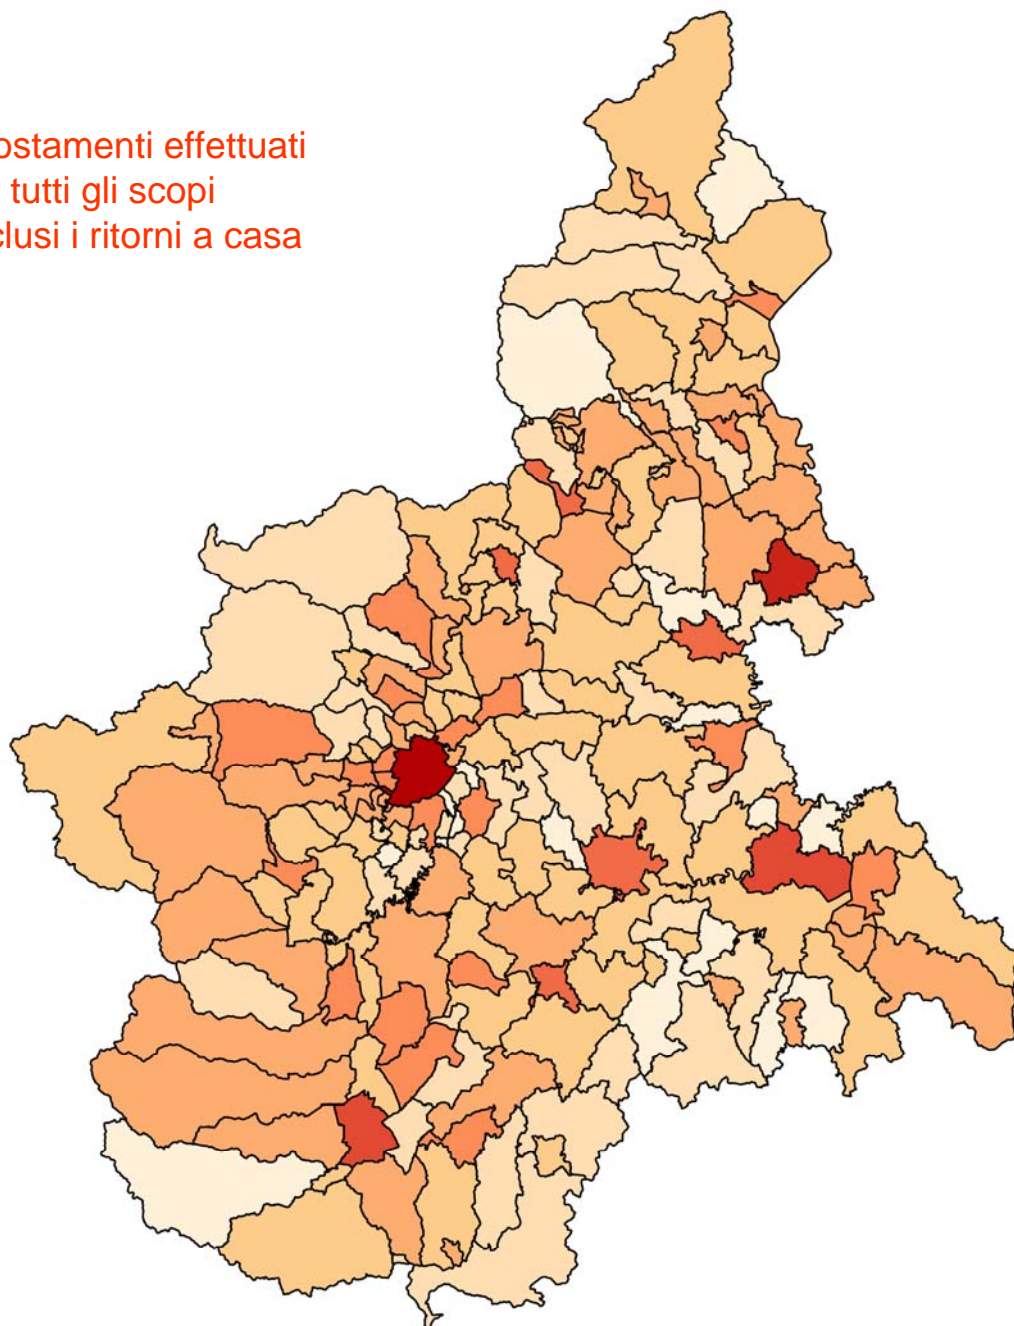 ostamenti effettuati
tutti gli scopi
clusi i ritorni a casa